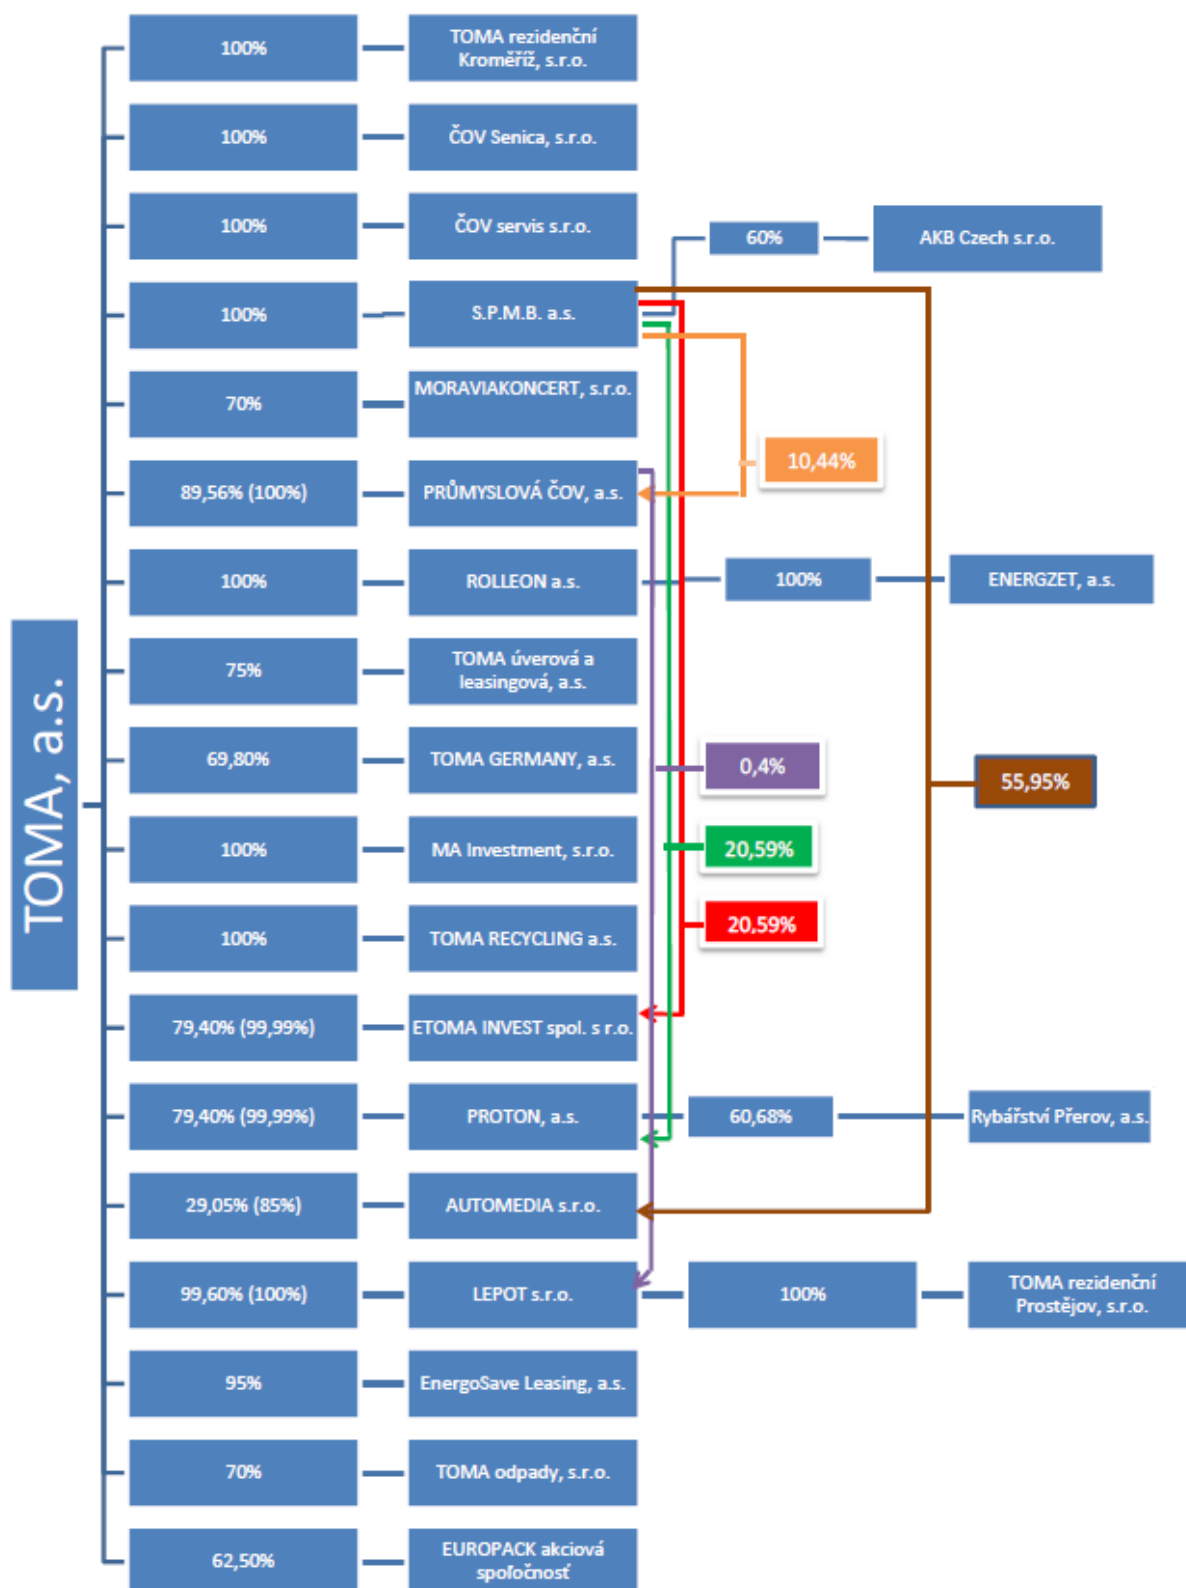 TOMA, a.s.
100%
TOMA rezidenční
Kroměříž, s.r.o.
100%
ČOV Senica, s.r.o.
100%
ČOV servis s.r.o.
60%
AKB Czech s.r.o.
100%
S.P.M.B. a.s.
70%
MORAVIAKONCERT, s.r.o.
10,44%
89,56% (100%)
PRŮMYSLOVÁ ČOV, a.s.
100%
ROLLEON a.s.
100%
ENERGZET, a.s.
75%
TOMA úverová a
leasingová, a.s.
69,80%
TOMA GERMANY, a.s.
0,4%
55,95%
100%
MA Investment, s.r.o.
20,59%
100%
TOMA RECYCLING a.s.
20,59%
79,40% (99,99%)
ETOMA INVEST spol. s r.o.
79,40% (99,99%)
PROTON, a.s.
60,68%
Rybářství Přerov, a.s.
29,05% (85%)
AUTOMEDIA s.r.o.
99,60% (100%)
LEPOT s.r.o.
100%
TOMA rezidenční
Prostějov, s.r.o.
95%
EnergoSave Leasing, a.s.
70%
TOMA odpady, s.r.o.
62,50%
EUROPACK akciová
spoločnosť